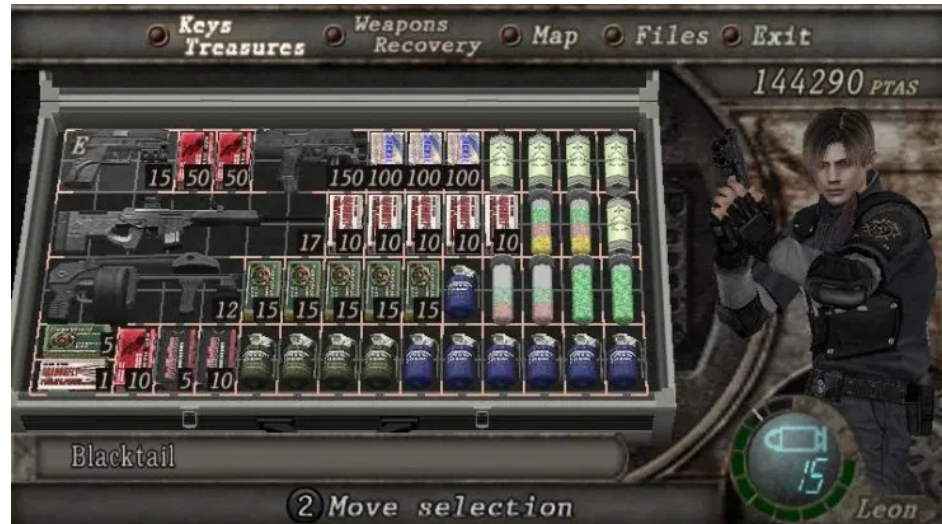 Keys Treasures
Weapons Recovery
Map
Files
Exit
144290 PTAS
E
15 50 50 150 100 100 100
17 10 10 10 10 10
12 15 15 15 15 15
5
1 10 5 10
Blacktail
15
2 Move selection
Leon